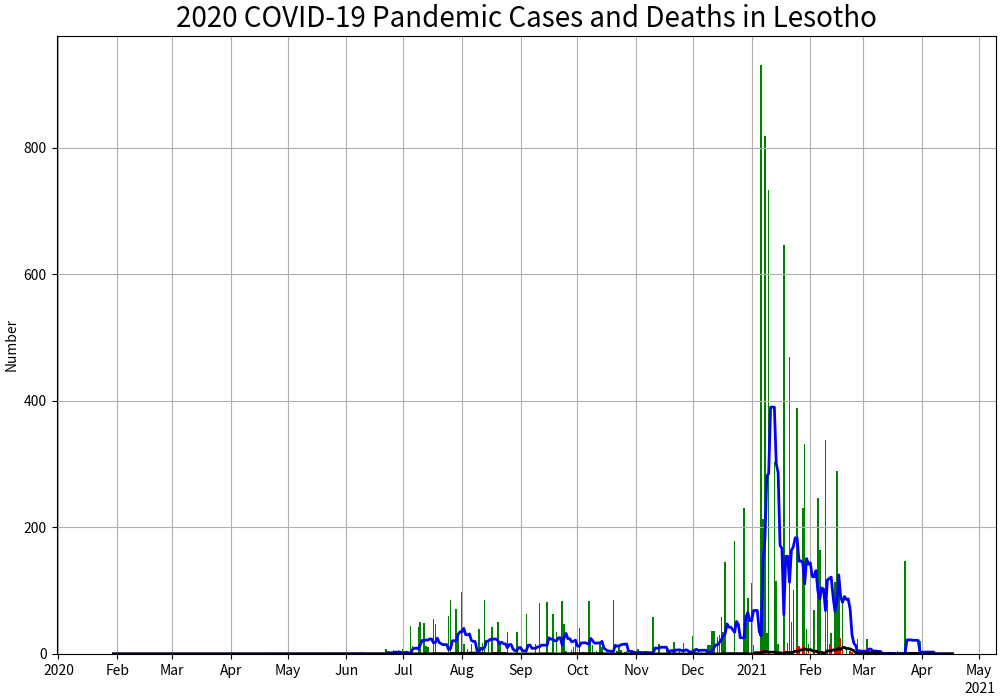 2020 COVID-19 Pandemic Cases and Deaths in Lesotho
Number
800
600
400
200
0
2020 Feb Mar Apr May Jun Jul Aug Sep Oct Nov Dec 2021 Feb Mar Apr May
2021